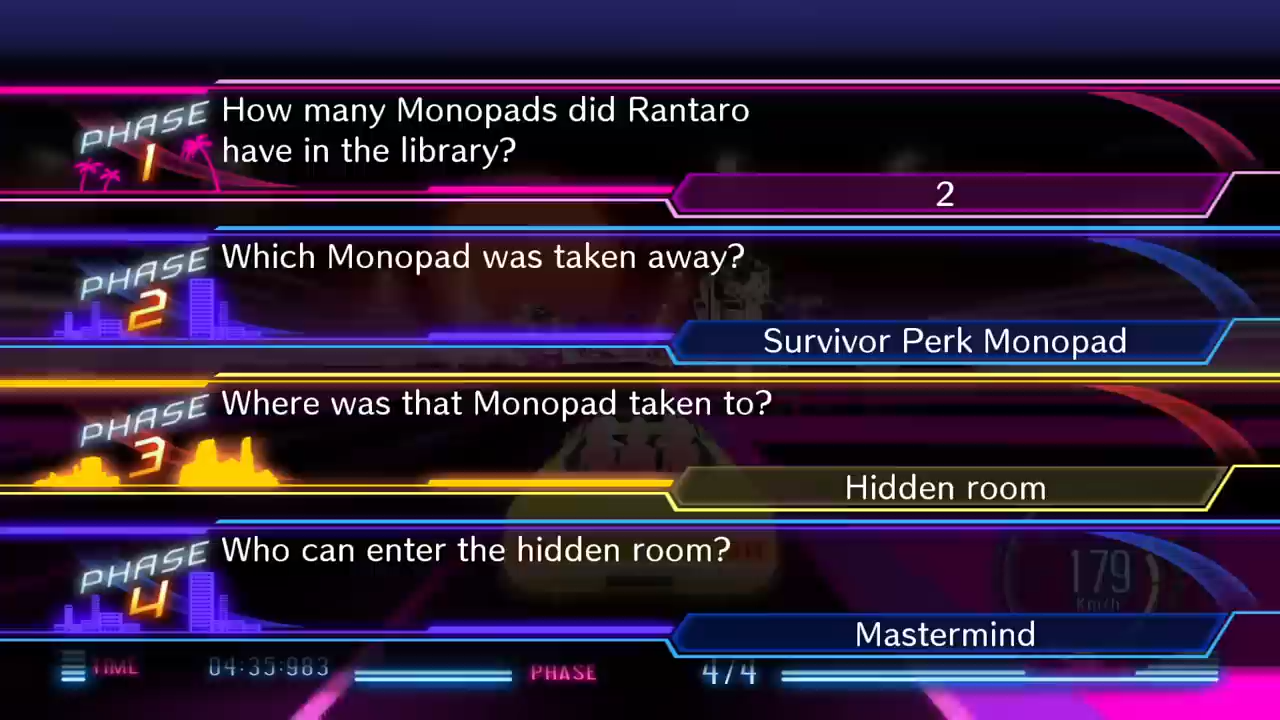 PHASE
1
How many Monopads did Rantaro
have in the library?
2
PHASE
2
Which Monopad was taken away?
Survivor Perk Monopad
PHASE
3
Where was that Monopad taken to?
Hidden room
PHASE
4
Who can enter the hidden room?
179
Km/h
Mastermind
TIME 04:35:983 PHASE 4/4